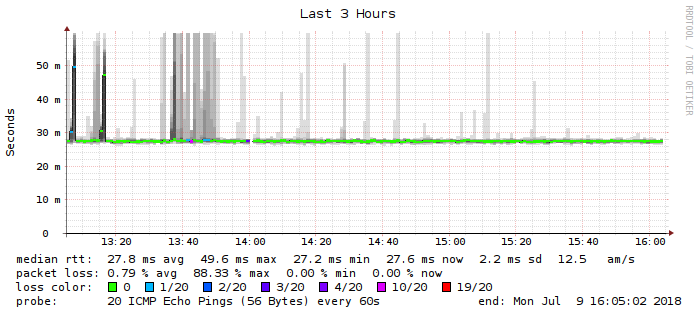 Last 3 Hours
RRDTOOL / TOBI OETIKER
Seconds
50 m
40 m
30 m
20 m
10 m
0
13:20 13:40 14:00 14:20 14:40 15:00 15:20 15:40 16:00
median rtt: 27.8 ms avg 49.6 ms max 27.2 ms min 27.6 ms now 2.2 ms sd 12.5 am/s
packet loss: 0.79 % avg 88.33 % max 0.00 % min 0.00 % now
loss color: 0 1/20 2/20 3/20 4/20 10/20 19/20
probe: 20 ICMP Echo Pings (56 Bytes) every 60s end: Mon Jul 9 16:05:02 2018